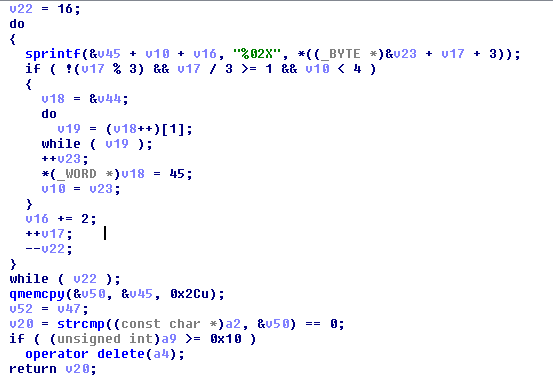 v22 = 16;
do
{
sprintf(&v45 + v10 + v16, "%02X", *((_BYTE *)&v23 + v17 + 3));
if ( !(v17 % 3) && v17 / 3 >= 1 && v10 < 4 )
{
v18 = &v44;
do
v19 = (v18++)[1];
while ( v19 );
++v23;
*(_WORD *)v18 = 45;
v10 = v23;
}
v16 += 2;
++v17;
--v22;
}
while ( v22 );
qmemcpy(&v50, &v45, 0x2Cu);
v52 = v47;
v20 = strcmp((const char *)a2, &v50) == 0;
if ( (unsigned int)a9 >= 0x10 )
operator delete(a4);
return v20;